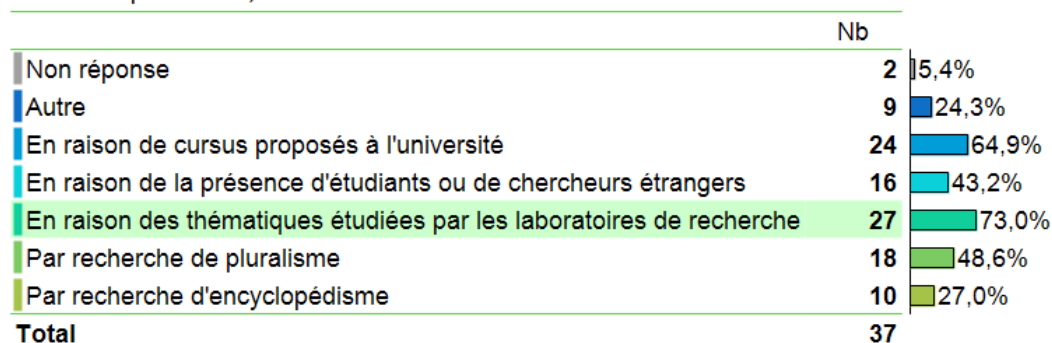 Nb
Non réponse 2 5,4%
Autre 9 24,3%
En raison de cursus proposés à l'université 24 64,9%
En raison de la présence d'étudiants ou de chercheurs étrangers 16 43,2%
En raison des thématiques étudiées par les laboratoires de recherche 27 73,0%
Par recherche de pluralisme 18 48,6%
Par recherche d'encyclopédisme 10 27,0%
Total 37